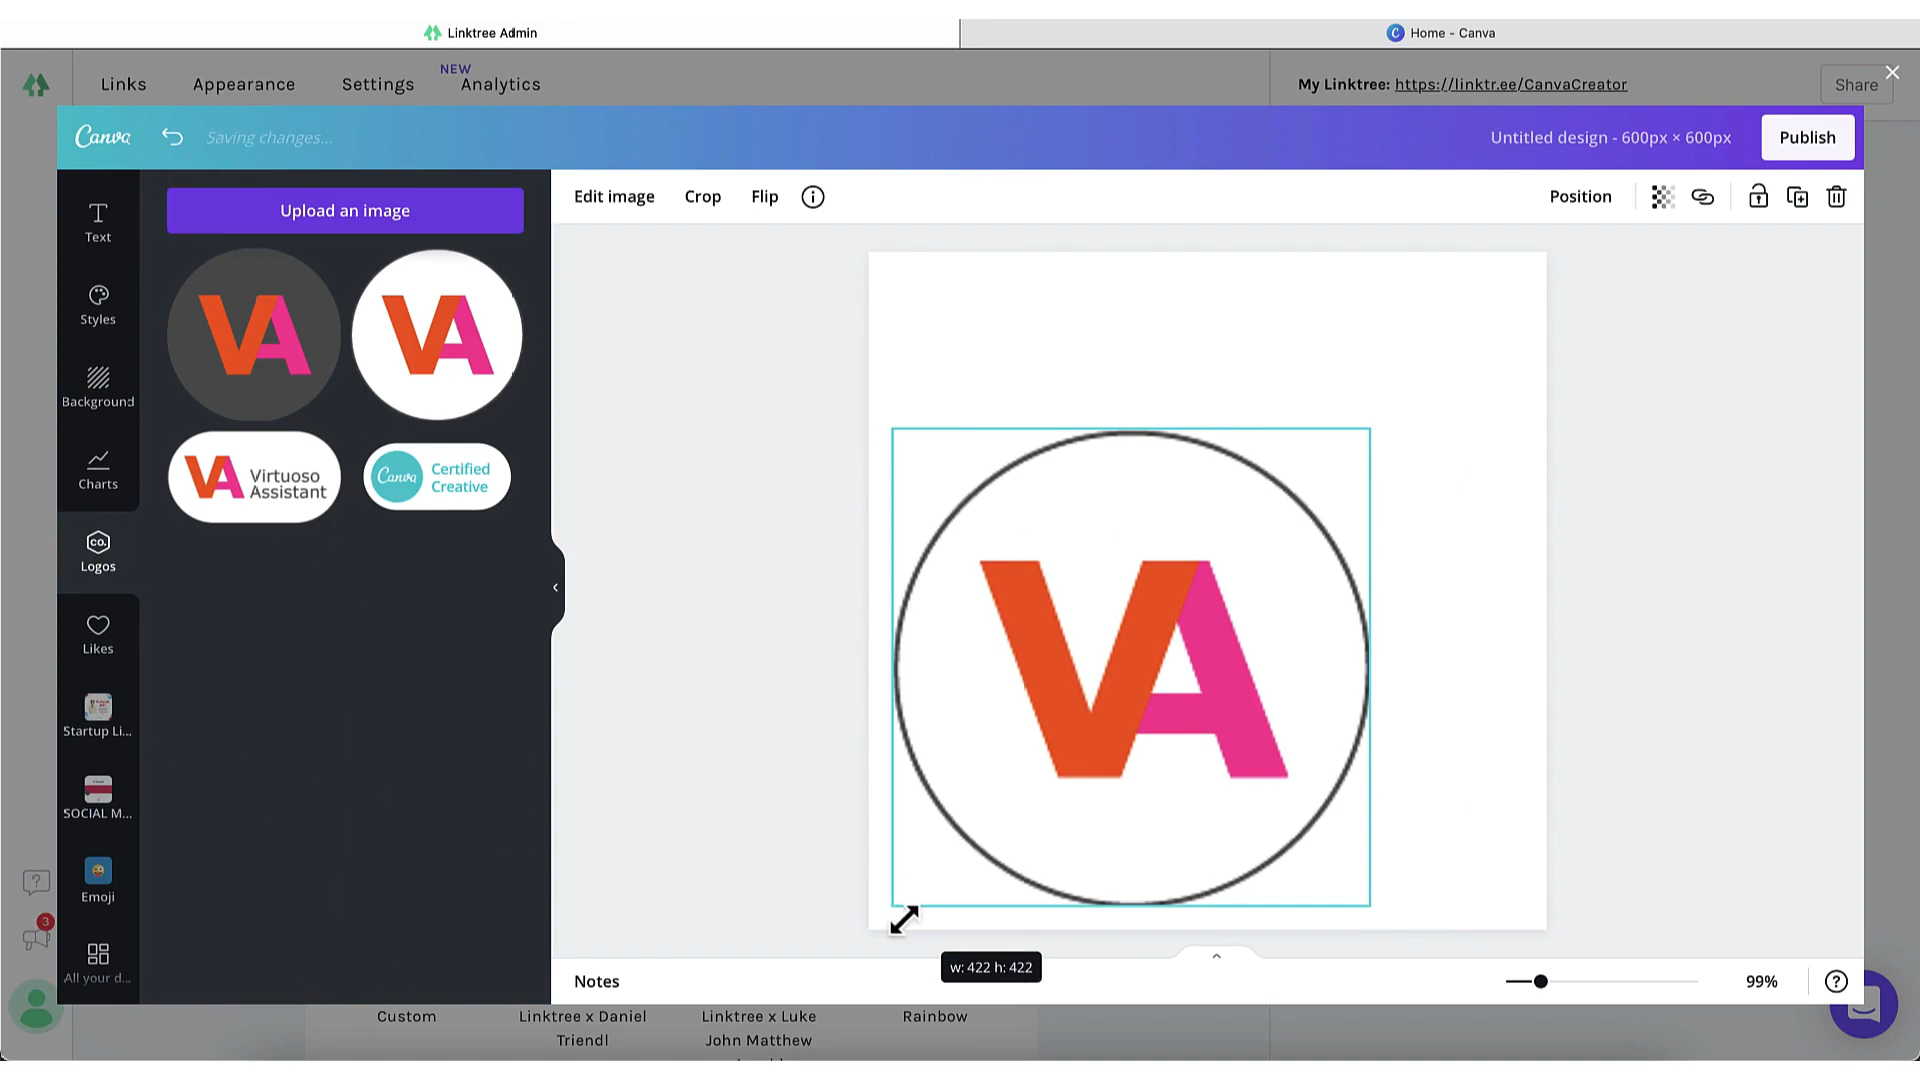 Linktree Admin
Home - Canva
Links
Appearance
Settings
NEW
Analytics
My Linktree: https://linktr.ee/CanvaCreator
Share
Canva
Saving changes...
Untitled design - 600px × 600px
Publish
Text
Styles
Background
Charts
CO.
Logos
Likes
Startup Li...
SOCIAL M...
Emoji
All your d...
Upload an image
VA
VA
VA Virtuoso
Assistant
Canva Certified
Creative
Edit image
Crop
Flip
Position
VA
w: 422 h: 422
Notes
99%
?
?
3
Custom
Linktree x Daniel
Triendl
Linktree x Luke
John Matthew
Rainbow